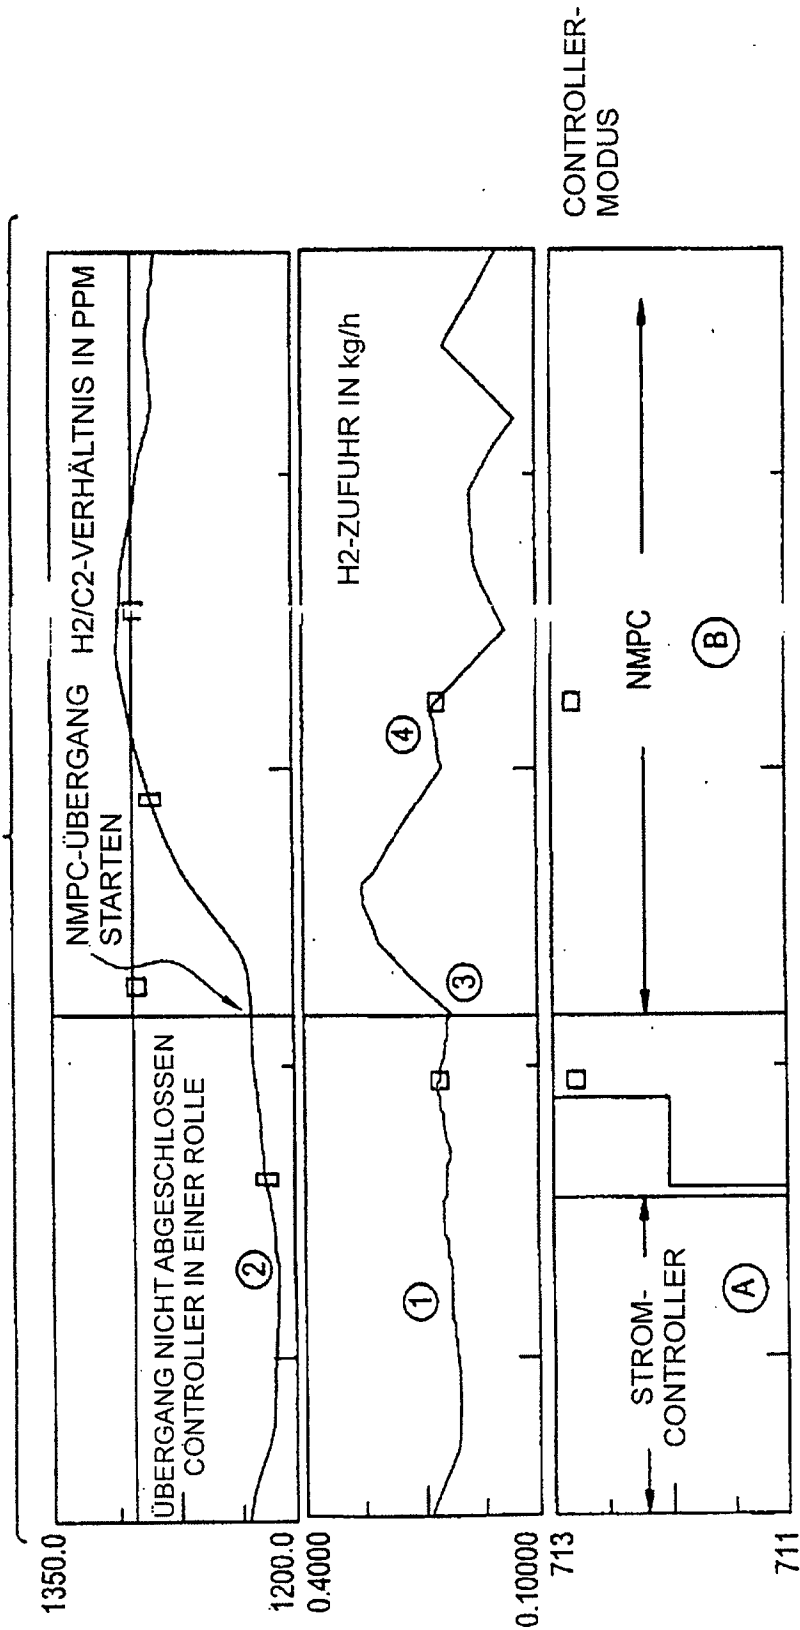 1350.0
1200.0
ÜBERGANG NICHT ABGESCHLOSSEN
CONTROLLER IN EINER ROLLE
2
NMPC-ÜBERGANG
STARTEN
H2/C2-VERHÄLTNIS IN PPM
0.4000
0.10000
1
3
4
H2-ZUFUHR IN kg/h
713
711
STROM-
CONTROLLER
A
NMPC
B
CONTROLLER-
MODUS